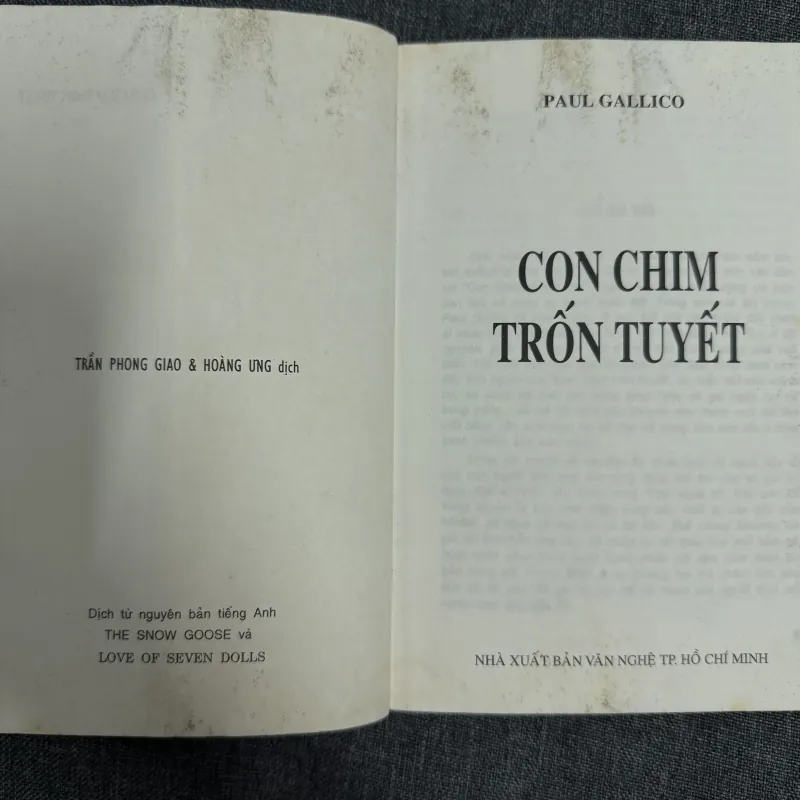 TRẦN PHONG GIAO & HOÀNG ƯNG dịch
Dịch từ nguyên bản tiếng Anh
THE SNOW GOOSE và
LOVE OF SEVEN DOLLS
PAUL GALLICO
CON CHIM
TRỐN TUYẾT
NHÀ XUẤT BẢN VĂN NGHỆ TP. HỒ CHÍ MINH